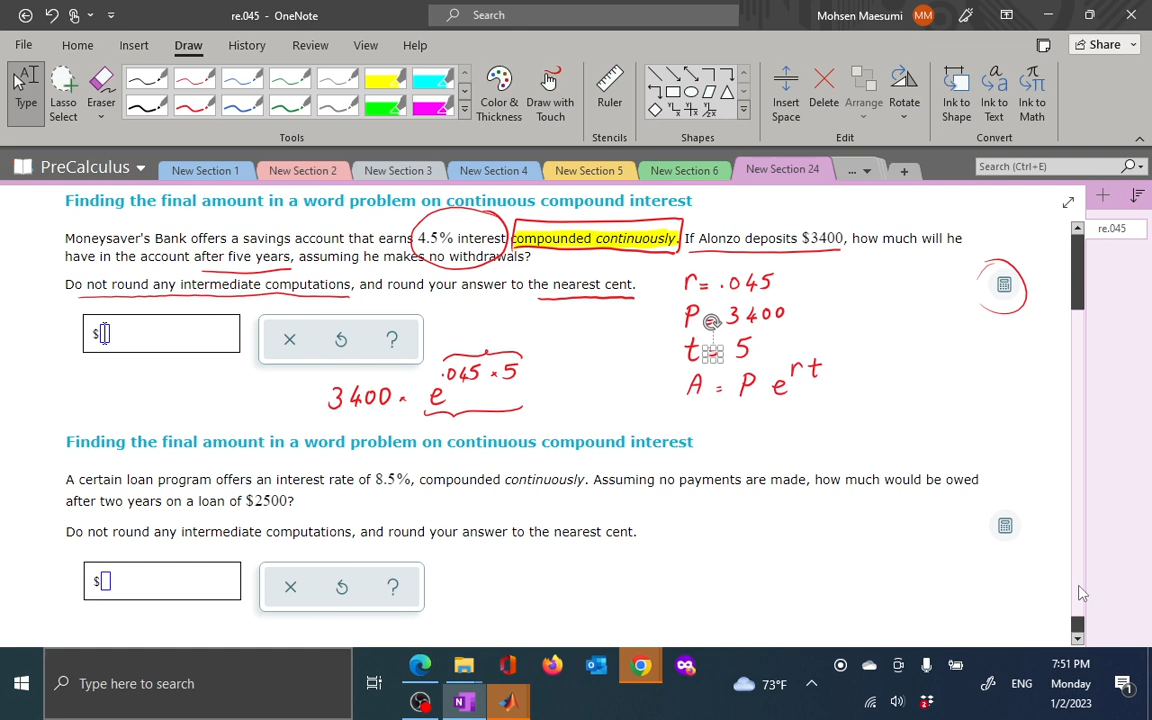 re.045 - OneNote
Search
Mohsen Maesumi
MM
File
Home
Insert
Draw
History
Review
View
Help
Share
Type
Lasso Select
Eraser
Color & Thickness
Draw with Touch
Ruler
Insert Space
Delete
Arrange
Rotate
Ink to Shape
Ink to Text
Ink to Math
Tools
Stencils
Shapes
Edit
Convert
PreCalculus
New Section 1
New Section 2
New Section 3
New Section 4
New Section 5
New Section 6
New Section 24
...
Search (Ctrl+E)
re.045
Finding the final amount in a word problem on continuous compound interest
Moneysaver's Bank offers a savings account that earns 4.5% interest compounded continuously. If Alonzo deposits $3400, how much will he
have in the account after five years, assuming he makes no withdrawals?
Do not round any intermediate computations, and round your answer to the nearest cent.
r = .045
P = 3400
t = 5
A = P e^rt
$
× ?
3400 × e^.045 × 5
Finding the final amount in a word problem on continuous compound interest
A certain loan program offers an interest rate of 8.5%, compounded continuously. Assuming no payments are made, how much would be owed
after two years on a loan of $2500?
Do not round any intermediate computations, and round your answer to the nearest cent.
$
× ?
Type here to search
73°F
ENG
7:51 PM
Monday
1/2/2023
1